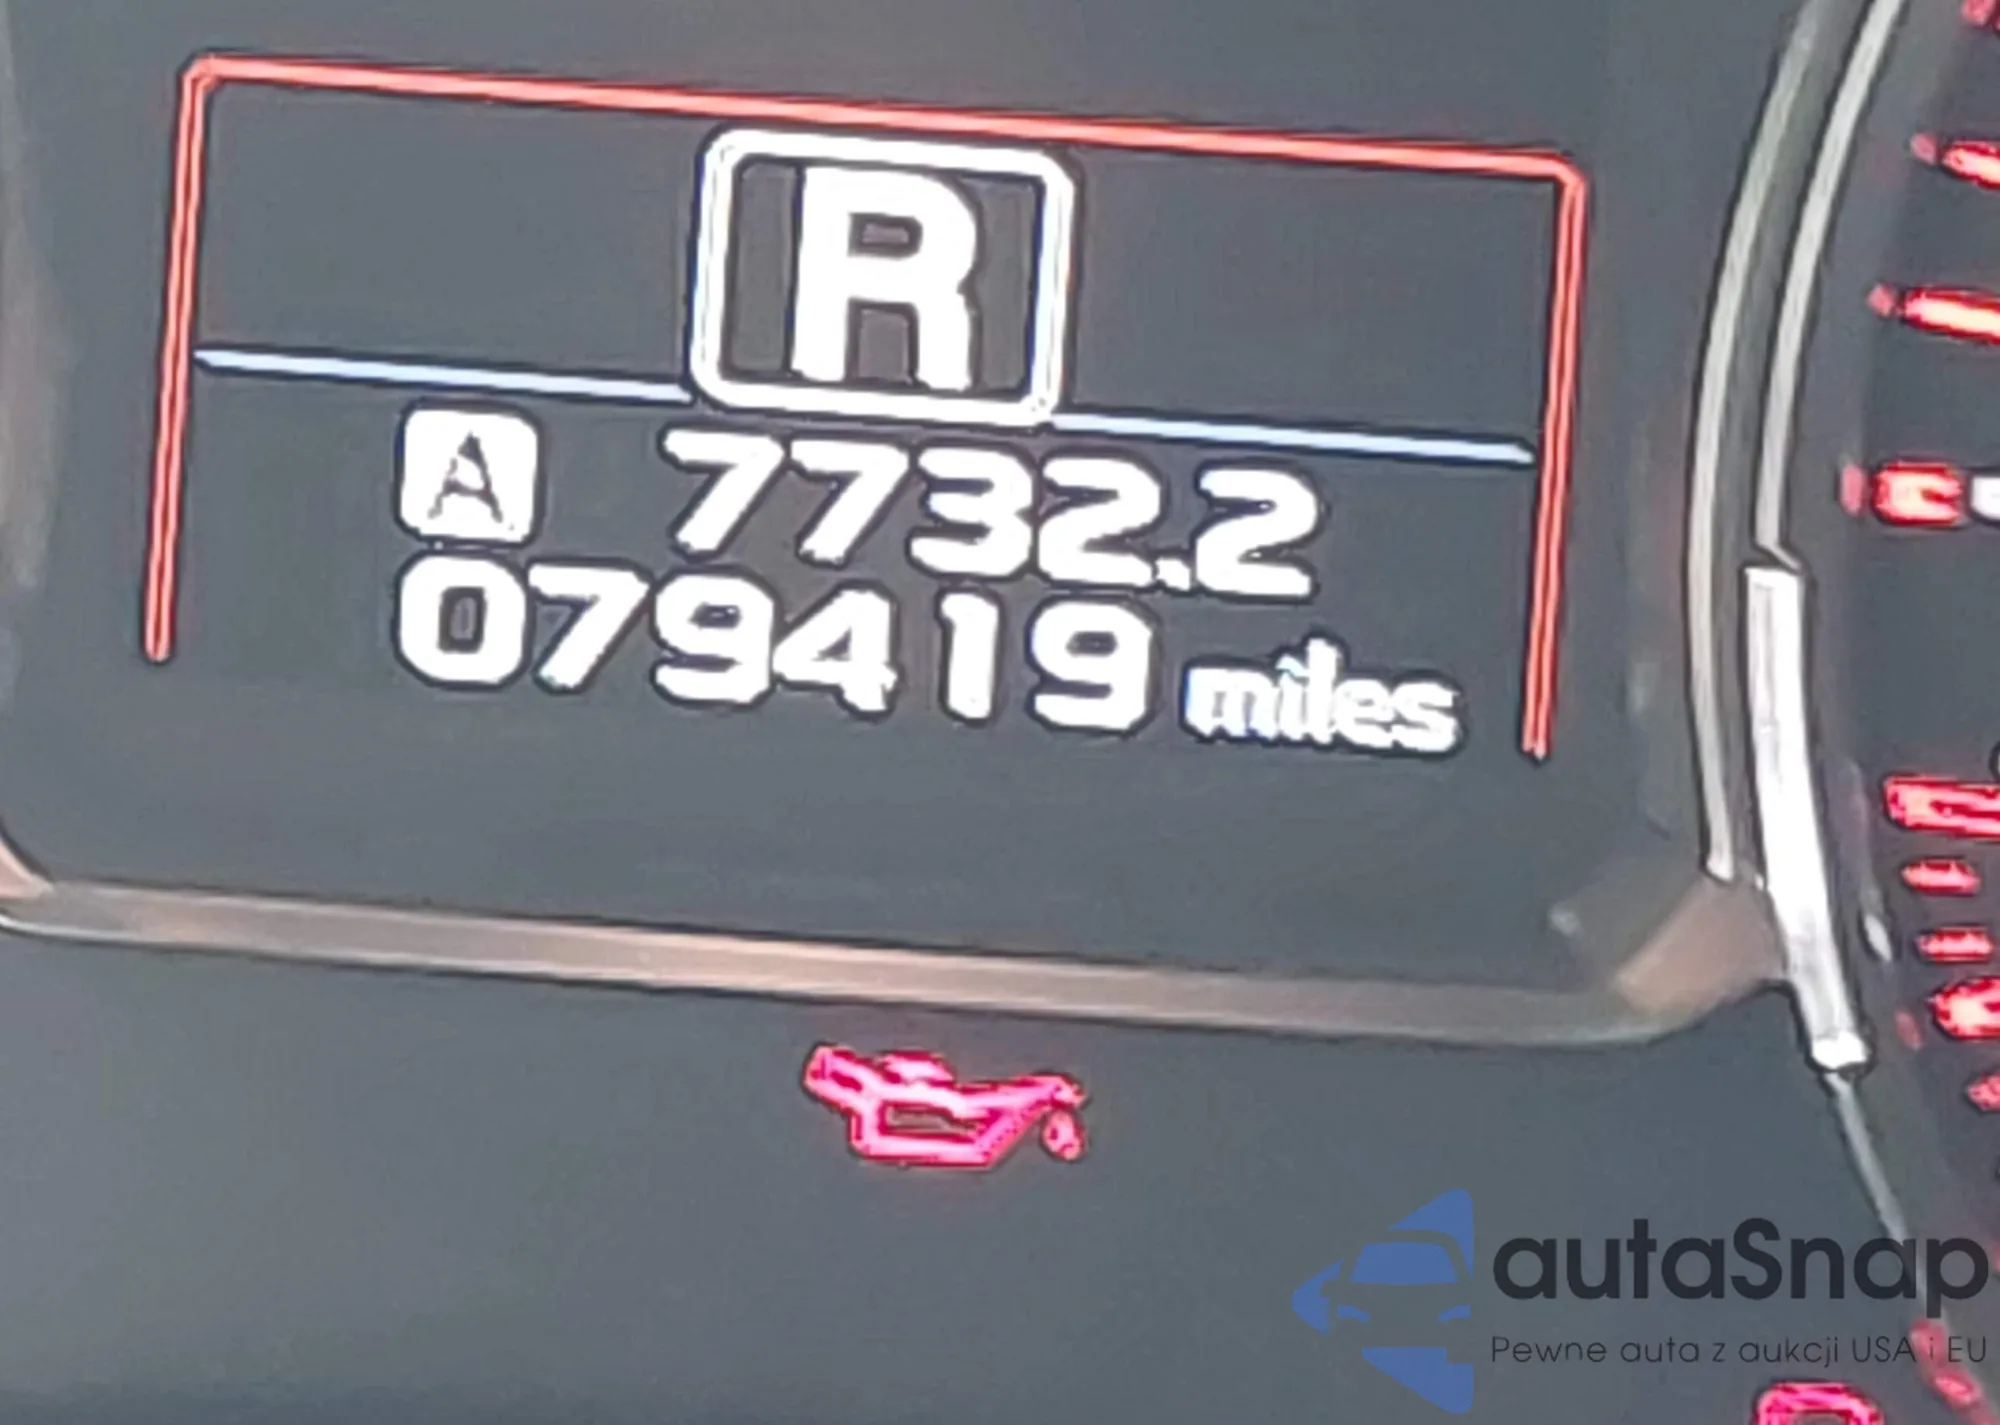 R
A 7732.2
079419 miles
autaSnap
Pewne auta z aukcji USA i EU